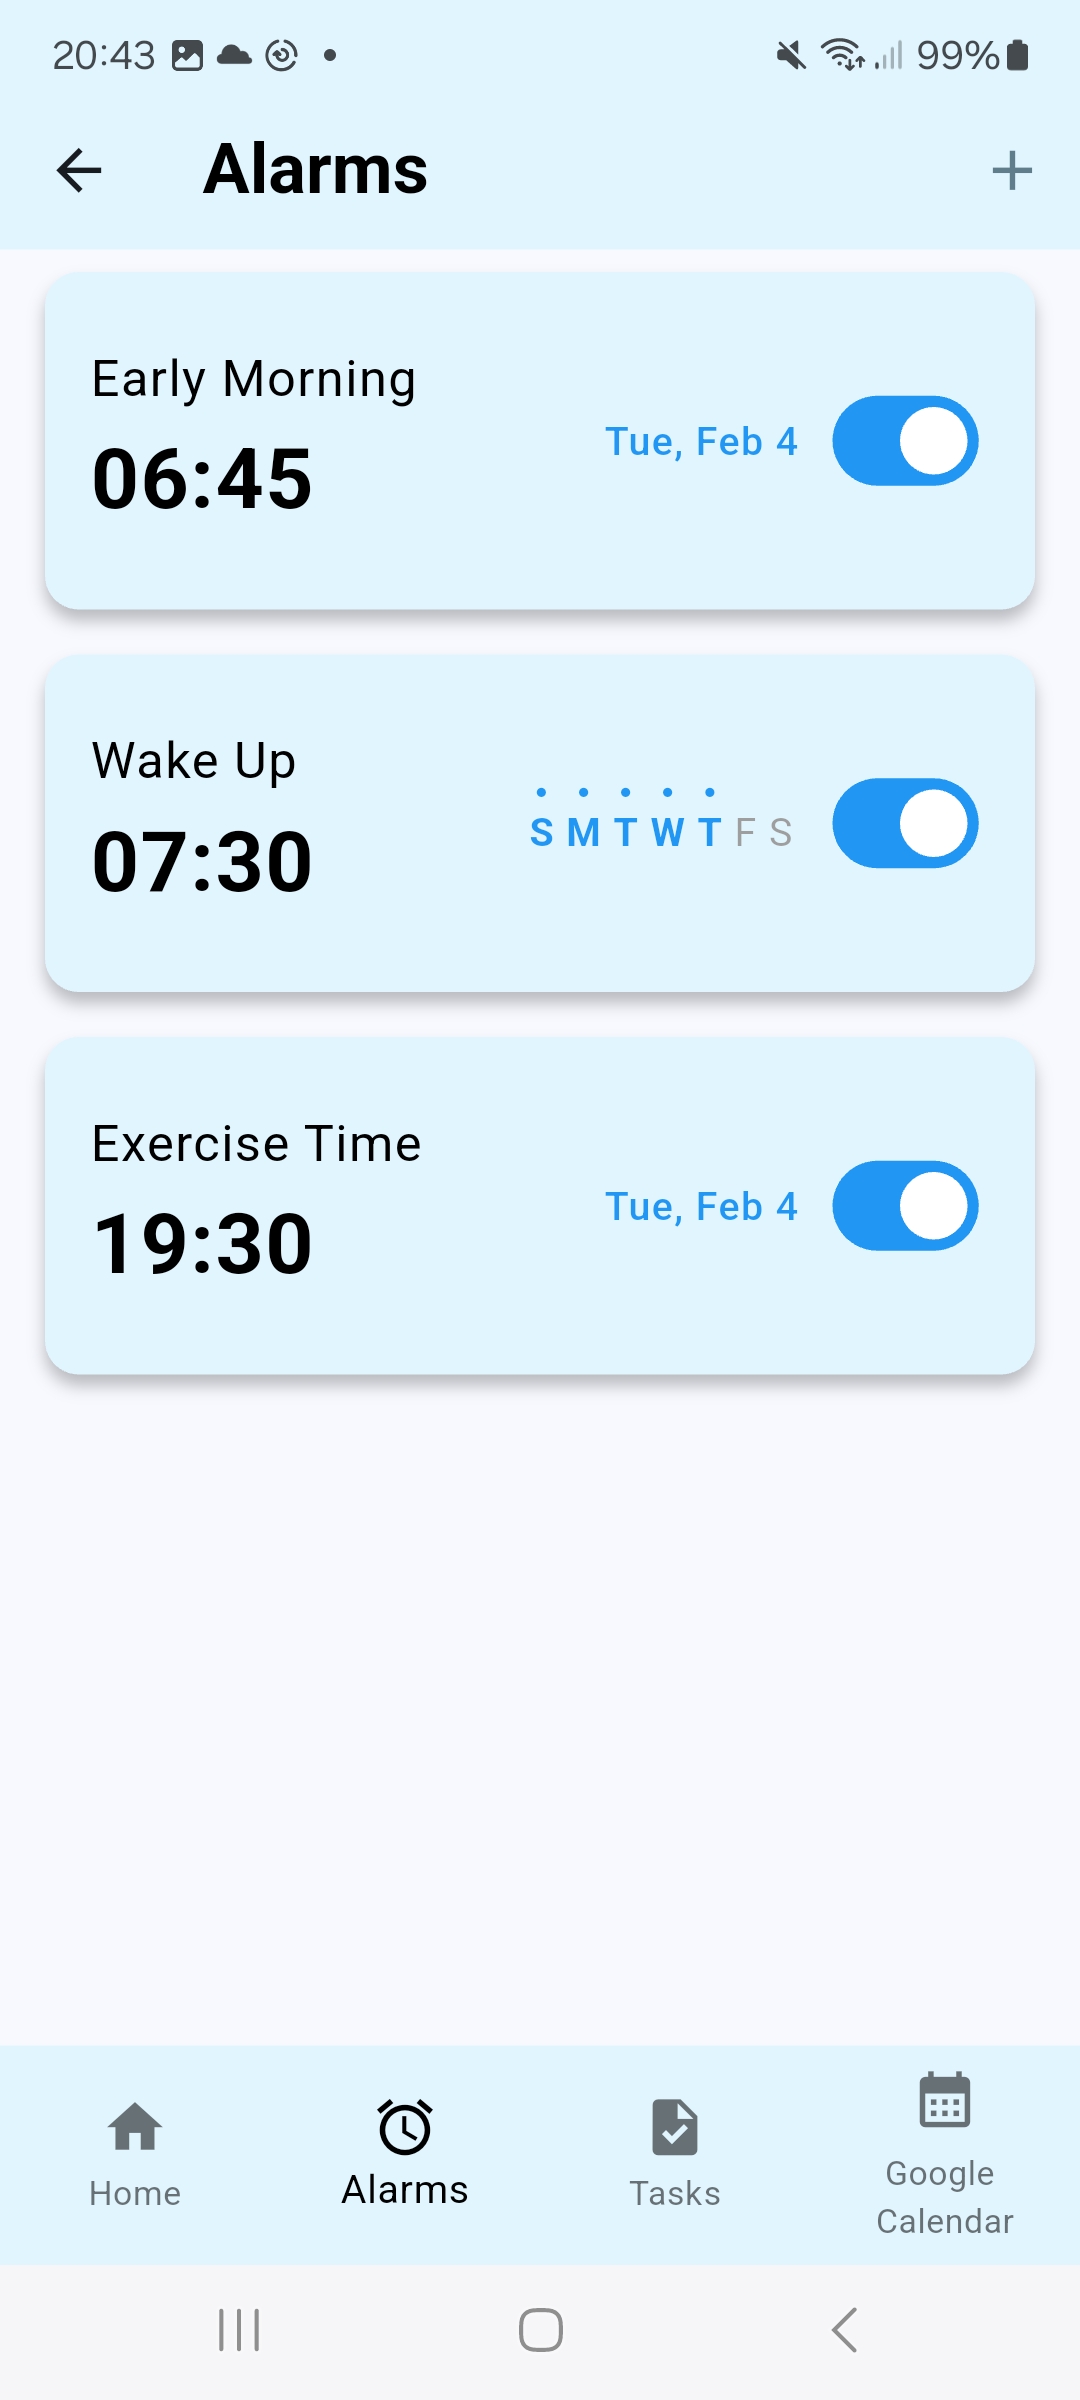 20:43 99%
Alarms
Early Morning
06:45
Tue, Feb 4
Wake Up
07:30
S M T W T F S
Exercise Time
19:30
Tue, Feb 4
Home
Alarms
Tasks
Google
Calendar